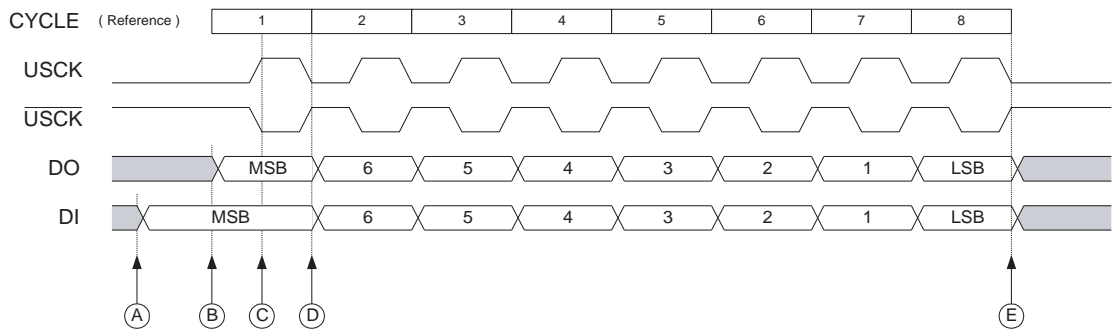 CYCLE ( Reference ) 1 2 3 4 5 6 7 8
USCK
USCK
DO MSB 6 5 4 3 2 1 LSB
DI MSB 6 5 4 3 2 1 LSB
A B C D E